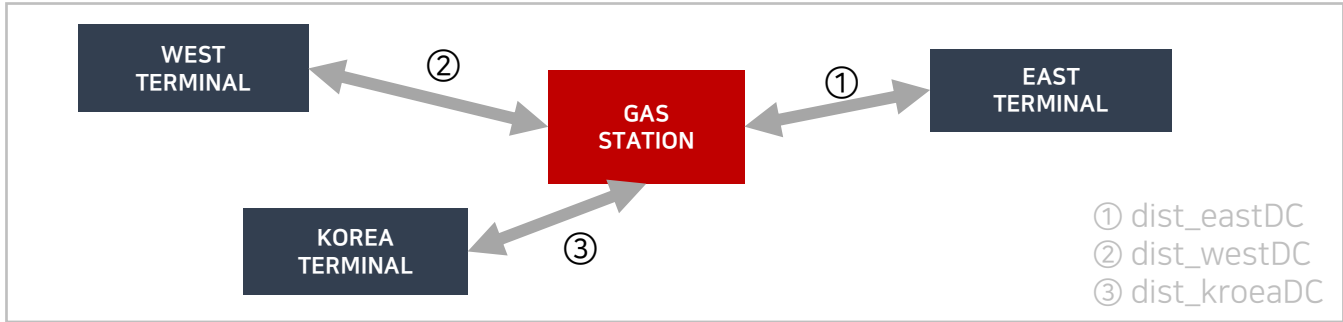 WEST
TERMINAL
②
①
EAST
TERMINAL
GAS
STATION
KOREA
TERMINAL
③
① dist_eastDC
② dist_westDC
③ dist_kroeaDC